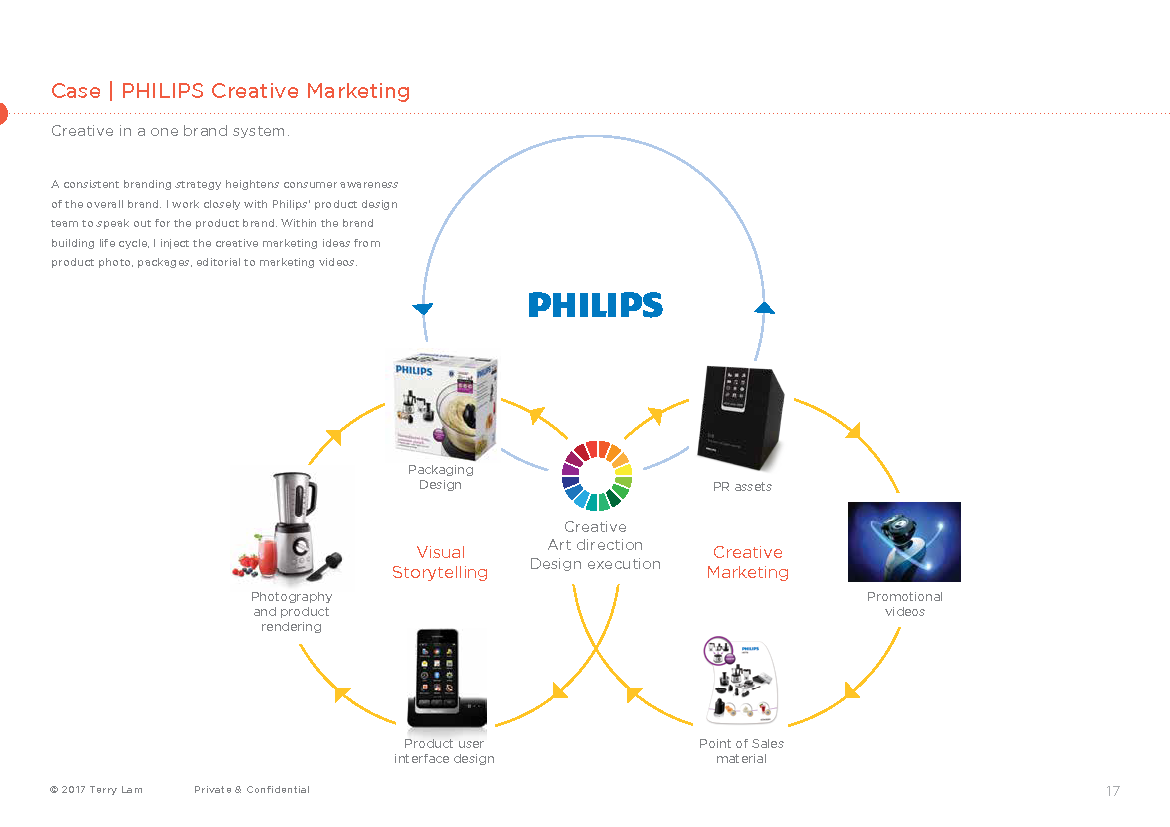 Case | PHILIPS Creative Marketing
Creative in a one brand system.
A consistent branding strategy heightens consumer awareness
of the overall brand. I work closely with Philips' product design
team to speak out for the product brand. Within the brand
building life cycle, I inject the creative marketing ideas from
product photo, packages, editorial to marketing videos.
PHILIPS
PHILIPS
PHILIPS
Packaging
Design
PR assets
Creative
Art direction
Design execution
Visual
Storytelling
Creative
Marketing
Photography
and product
rendering
Promotional
videos
PHILIPS
Product user
interface design
Point of Sales
material
© 2017 Terry Lam
Private & Confidential
17